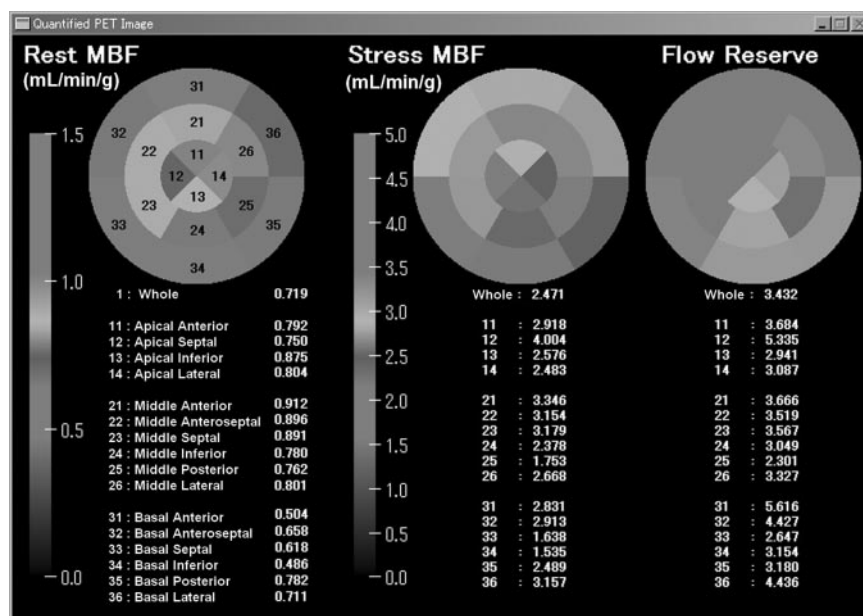 Quantified PET Image
Rest MBF
(mL/min/g)
1.5
1.0
0.5
0.0
31
32
36
21
22
26
11
12
14
13
23
25
33
35
24
34
1 : Whole 0.719
11 : Apical Anterior 0.792
12 : Apical Septal 0.750
13 : Apical Inferior 0.875
14 : Apical Lateral 0.804
21 : Middle Anterior 0.912
22 : Middle Anteroseptal 0.896
23 : Middle Septal 0.891
24 : Middle Inferior 0.780
25 : Middle Posterior 0.762
26 : Middle Lateral 0.801
31 : Basal Anterior 0.504
32 : Basal Anteroseptal 0.658
33 : Basal Septal 0.618
34 : Basal Inferior 0.486
35 : Basal Posterior 0.782
36 : Basal Lateral 0.711
Stress MBF
(mL/min/g)
5.0
4.5
4.0
3.5
3.0
2.5
2.0
1.5
1.0
0.5
0.0
Whole : 2.471
11 : 2.918
12 : 4.004
13 : 2.576
14 : 2.483
21 : 3.346
22 : 3.154
23 : 3.179
24 : 2.378
25 : 1.753
26 : 2.668
31 : 2.831
32 : 2.913
33 : 1.638
34 : 1.535
35 : 2.489
36 : 3.157
Flow Reserve
Whole : 3.432
11 : 3.684
12 : 5.335
13 : 2.941
14 : 3.087
21 : 3.666
22 : 3.519
23 : 3.567
24 : 3.049
25 : 2.301
26 : 3.327
31 : 5.616
32 : 4.427
33 : 2.647
34 : 3.154
35 : 3.180
36 : 4.436